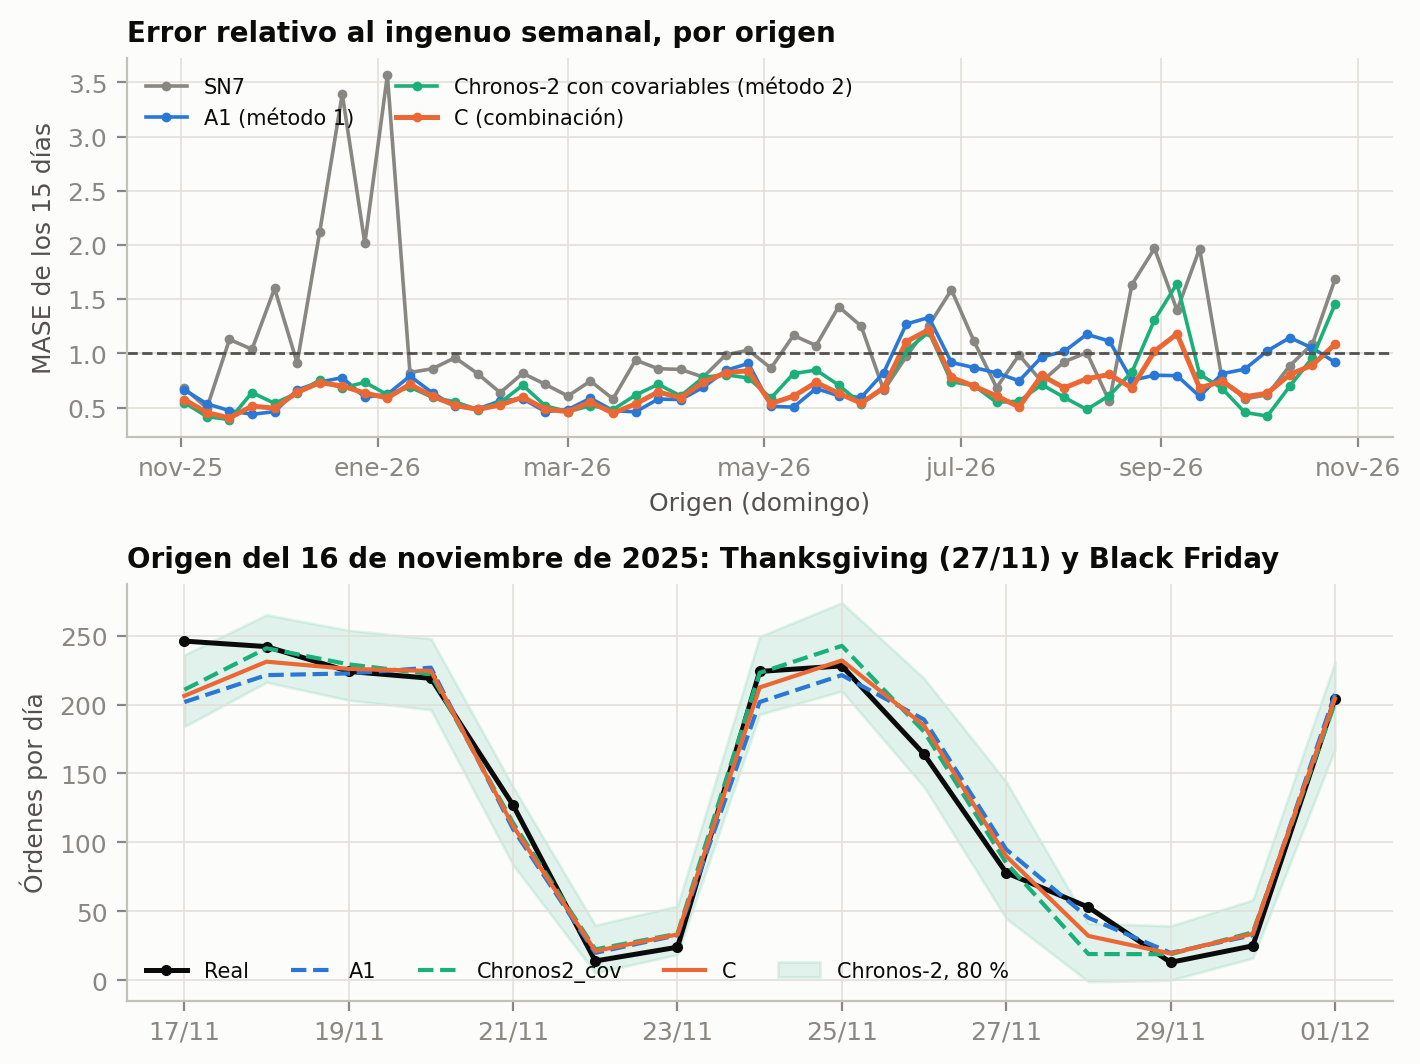 Error relativo al ingenuo semanal, por origen
SN7
A1 (método 1)
Chronos-2 con covariables (método 2)
C (combinación)
MASE de los 15 días
3.5
3.0
2.5
2.0
1.5
1.0
0.5
nov-25
ene-26
mar-26
may-26
jul-26
sep-26
nov-26
Origen (domingo)
Origen del 16 de noviembre de 2025: Thanksgiving (27/11) y Black Friday
Órdenes por día
250
200
150
100
50
0
Real
A1
Chronos2_cov
C
Chronos-2, 80 %
17/11
19/11
21/11
23/11
25/11
27/11
29/11
01/12